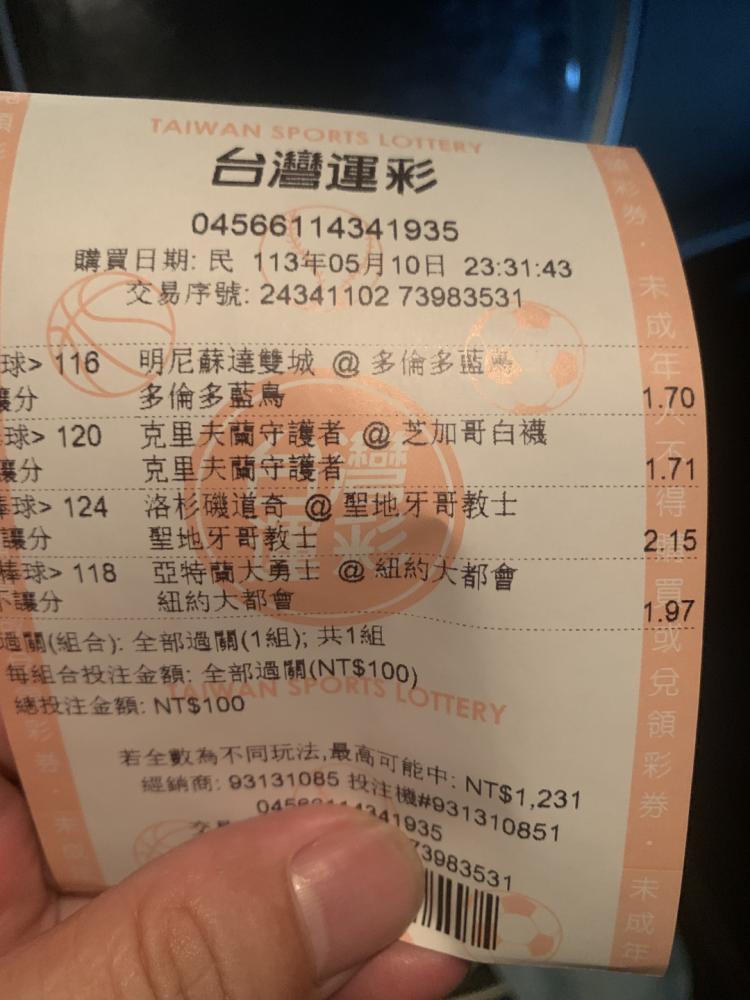 TAIWAN SPORTS LOTTERY
台灣運彩
04566114341935
購買日期: 民 113年05月10日 23:31:43
交易序號: 24341102 73983531
球> 116 明尼蘇達雙城 @ 多倫多藍鳥
讓分 多倫多藍鳥 1.70
球> 120 克里夫蘭守護者 @ 芝加哥白襪
讓分 克里夫蘭守護者 1.71
棒球> 124 洛杉磯道奇 @ 聖地牙哥教士
讓分 聖地牙哥教士 2.15
棒球> 118 亞特蘭大勇士 @ 紐約大都會
不讓分 紐約大都會 1.97
過關(組合): 全部過關(1組); 共1組
每組合投注金額: 全部過關(NT$100)
總投注金額: NT$100
TAIWAN SPORTS LOTTERY
若全數為不同玩法,最高可能中: NT$1,231
經銷商: 93131085 投注機#931310851
04566114341935
交易 73983531
彩券．未成年人不得購買或兌領彩券．未成年
彩券．未成